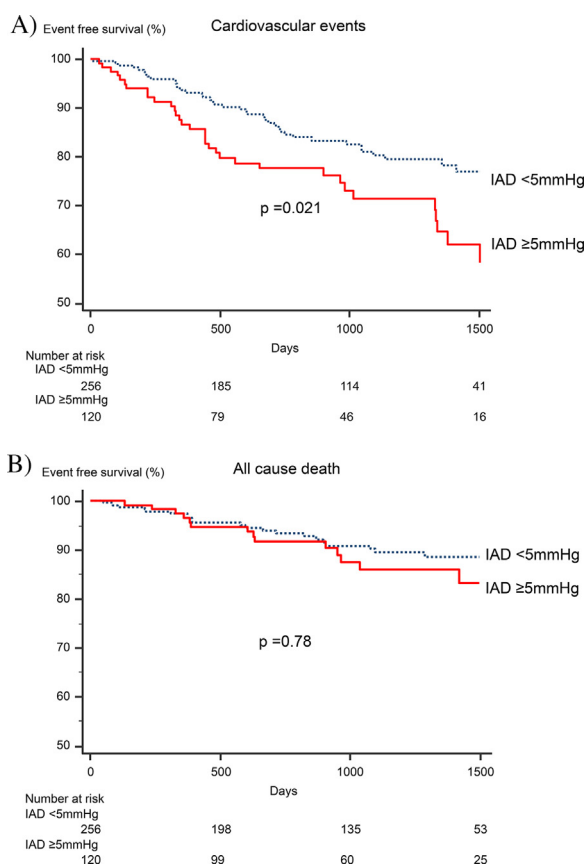 A)
Event free survival (%)
Cardiovascular events
100
90
80
70
60
50
IAD <5mmHg
IAD ≥5mmHg
p =0.021
0 500 1000 1500
Days
Number at risk
IAD <5mmHg
256 185 114 41
IAD ≥5mmHg
120 79 46 16
B)
Event free survival (%)
All cause death
100
90
80
70
60
50
IAD <5mmHg
IAD ≥5mmHg
p =0.78
0 500 1000 1500
Days
Number at risk
IAD <5mmHg
256 198 135 53
IAD ≥5mmHg
120 99 60 25